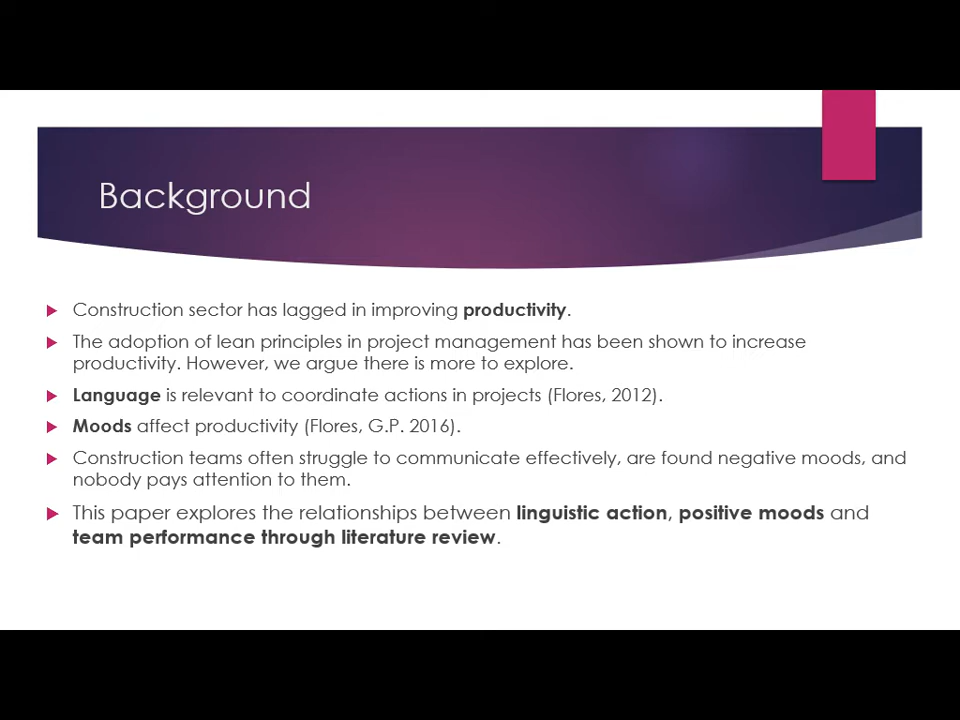 Background
Construction sector has lagged in improving productivity.
The adoption of lean principles in project management has been shown to increase
productivity. However, we argue there is more to explore.
Language is relevant to coordinate actions in projects (Flores, 2012).
Moods affect productivity (Flores, G.P. 2016).
Construction teams often struggle to communicate effectively, are found negative moods, and
nobody pays attention to them.
This paper explores the relationships between linguistic action, positive moods and
team performance through literature review.